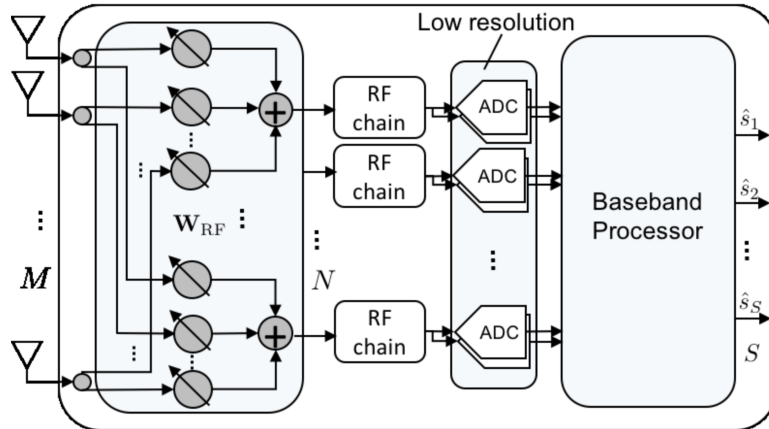 Low resolution
RF
chain
ADC
RF
chain
ADC
W_RF
M
N
RF
chain
ADC
Baseband
Processor
ŝ_1
ŝ_2
ŝ_S
S